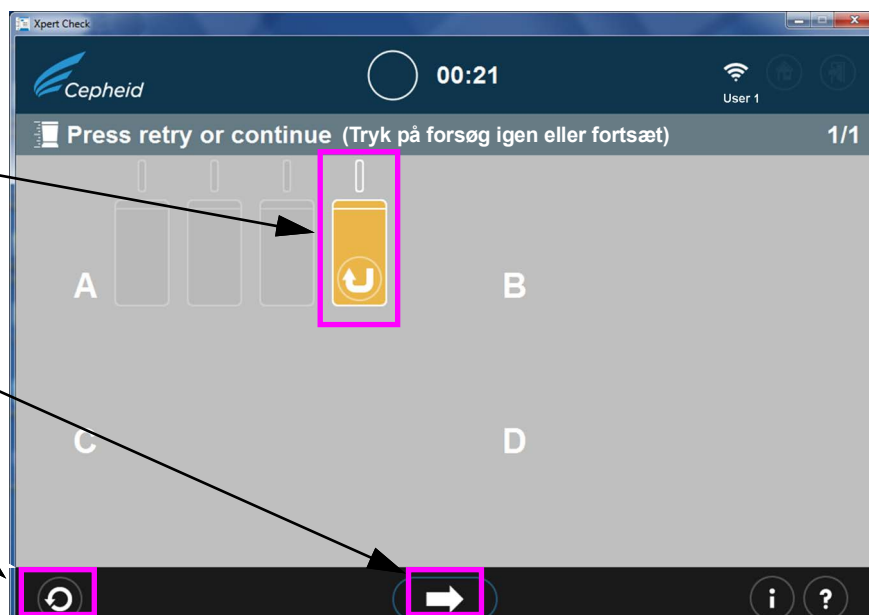 Xpert Check
Cepheid
00:21
User 1
Press retry or continue (Tryk på forsøg igen eller fortsæt)
1/1
A
B
C
D
i
?